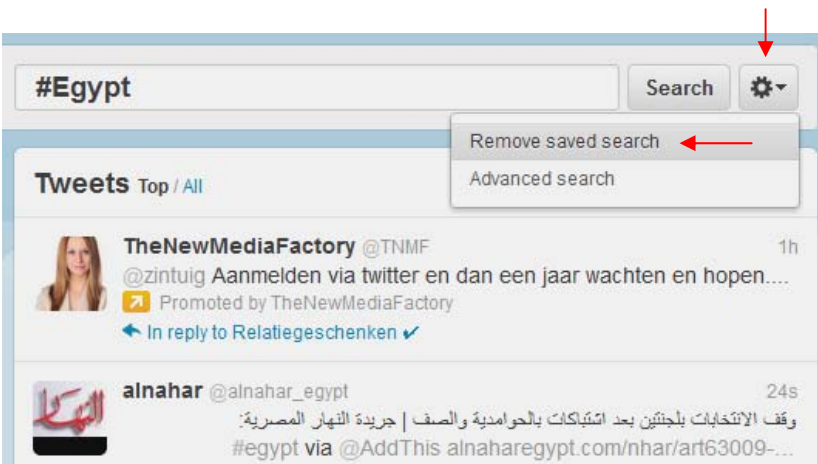 #Egypt
Search
Remove saved search
Advanced search
Tweets Top / All
TheNewMediaFactory @TNMF 1h
@zintuig Aanmelden via twitter en dan een jaar wachten en hopen....
Promoted by TheNewMediaFactory
In reply to Relatiegeschenken ✔
النهار
alnahar @alnahar_egypt 24s
وقف الانتخابات بلجنتين بعد اشتباكات بالحوامدية والصف | جريدة النهار المصرية:
#egypt via @AddThis alnaharegypt.com/nhar/art63009-...